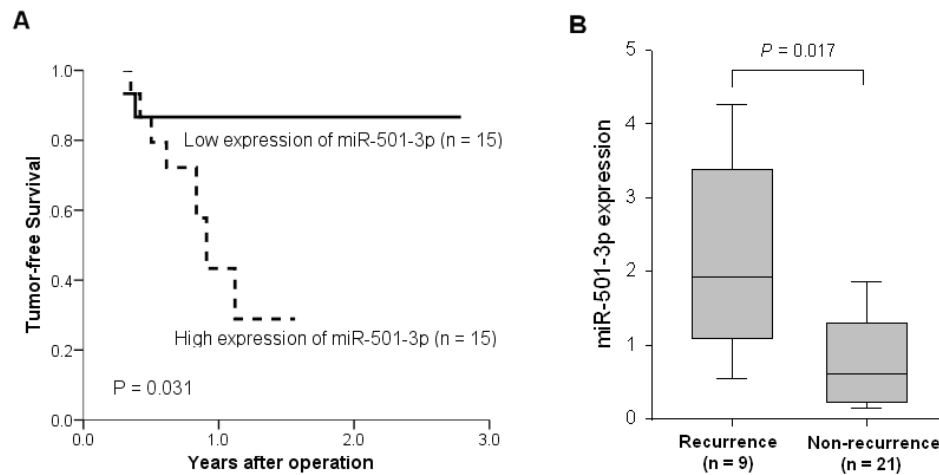 A
Tumor-free Survival
1.0
0.8
0.6
0.4
0.2
0.0
Low expression of miR-501-3p (n = 15)
High expression of miR-501-3p (n = 15)
P = 0.031
0.0 1.0 2.0 3.0
Years after operation
B
miR-501-3p expression
5
4
3
2
1
0
P = 0.017
Recurrence Non-recurrence
(n = 9) (n = 21)